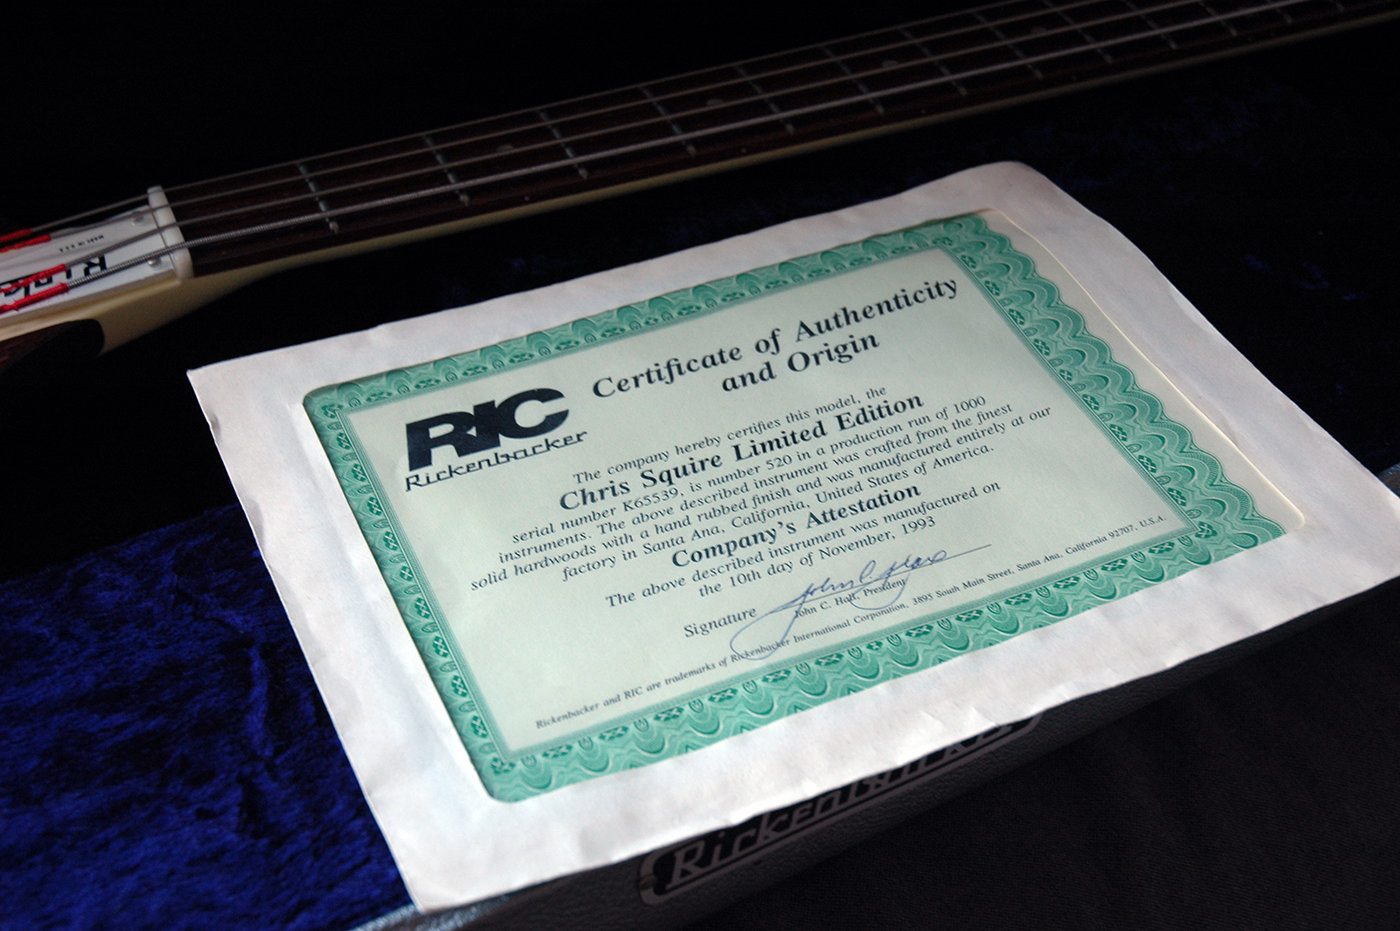 RIC
Rickenbacker
Certificate of Authenticity
and Origin
The company hereby certifies this model, the
Chris Squire Limited Edition
serial number K65539, is number 520 in a production run of 1000
instruments. The above described instrument was crafted from the finest
solid hardwoods with a hand rubbed finish and was manufactured entirely at our
factory in Santa Ana, California, United States of America.
Company's Attestation
The above described instrument was manufactured on
the 10th day of November, 1993
Signature
John C. Hall, President
Rickenbacker and RIC are trademarks of Rickenbacker International Corporation, 3895 South Main Street, Santa Ana, California 92707, U.S.A.
Rickenbacker